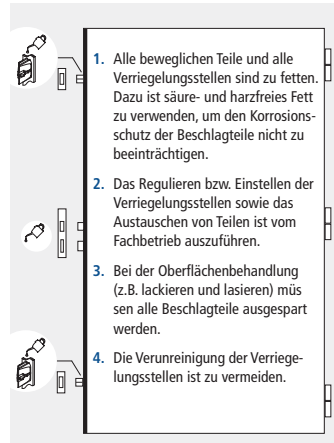 1. Alle beweglichen Teile und alle
Verriegelungsstellen sind zu fetten.
Dazu ist säure- und harzfreies Fett
zu verwenden, um den Korrosions-
schutz der Beschlagteile nicht zu
beeinträchtigen.
2. Das Regulieren bzw. Einstellen der
Verriegelungsstellen sowie das
Austauschen von Teilen ist vom
Fachbetrieb auszuführen.
3. Bei der Oberflächenbehandlung
(z.B. lackieren und lasieren) müs
sen alle Beschlagteile ausgespart
werden.
4. Die Verunreinigung der Verriege-
lungsstellen ist zu vermeiden.